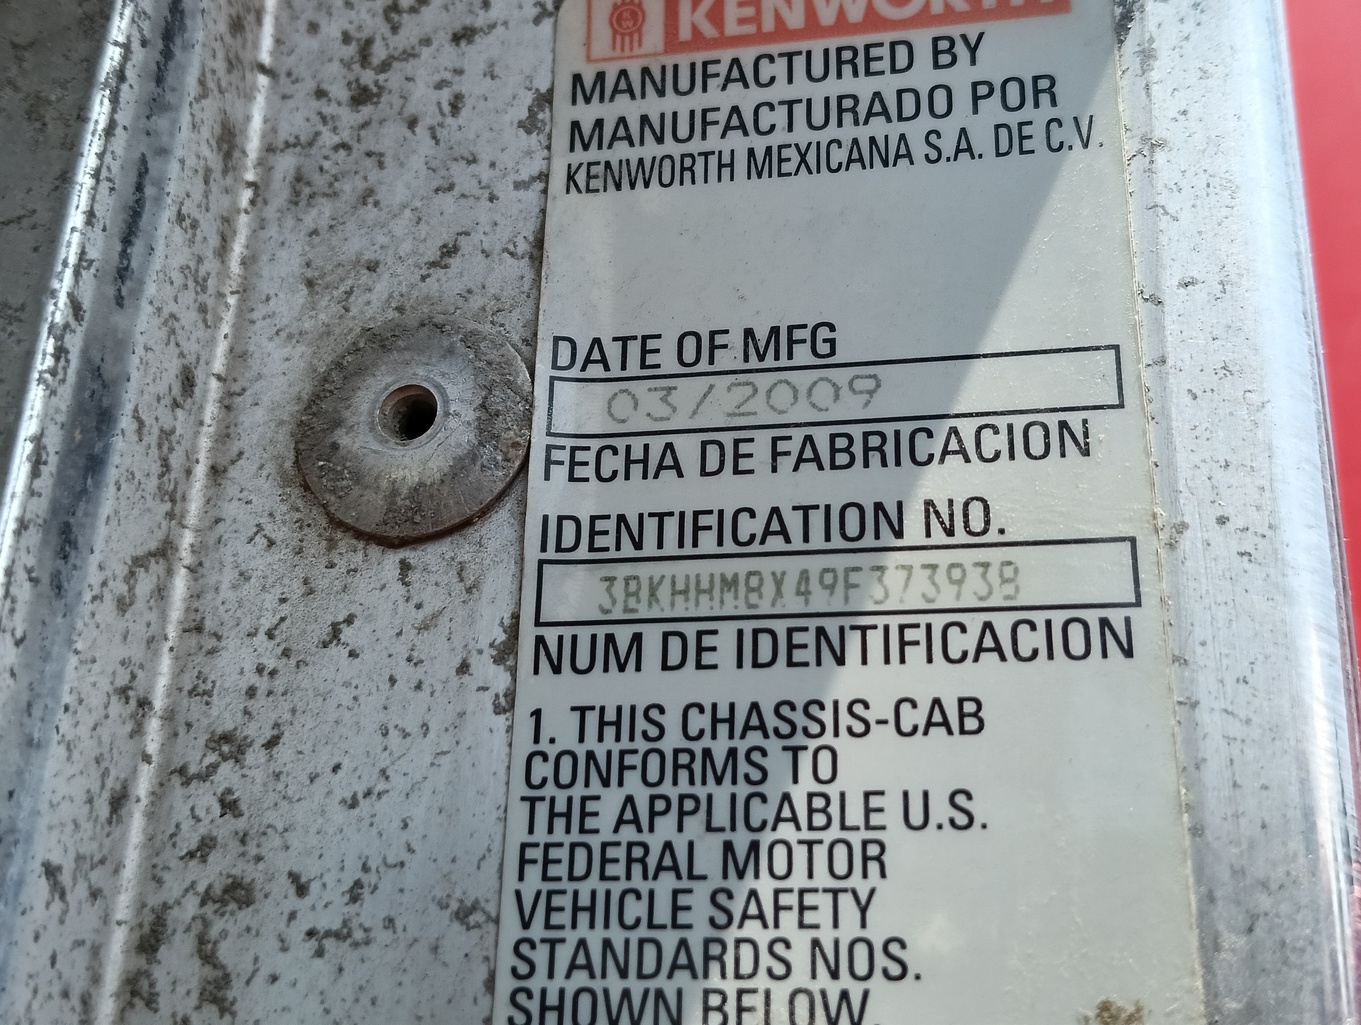 KENWORTH
MANUFACTURED BY
MANUFACTURADO POR
KENWORTH MEXICANA S.A. DE C.V.
DATE OF MFG
03/2009
FECHA DE FABRICACION
IDENTIFICATION NO.
3BKHHM8X49F373938
NUM DE IDENTIFICACION
1. THIS CHASSIS-CAB
CONFORMS TO
THE APPLICABLE U.S.
FEDERAL MOTOR
VEHICLE SAFETY
STANDARDS NOS.
SHOWN BELOW.